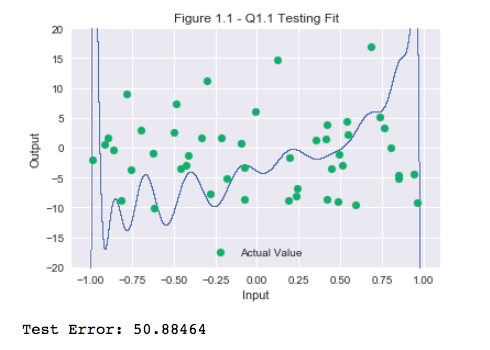 Figure 1.1 - Q1.1 Testing Fit
20
15
10
5
0
−5
−10
−15
−20
Output
Actual Value
−1.00 −0.75 −0.50 −0.25 0.00 0.25 0.50 0.75 1.00
Input
Test Error: 50.88464